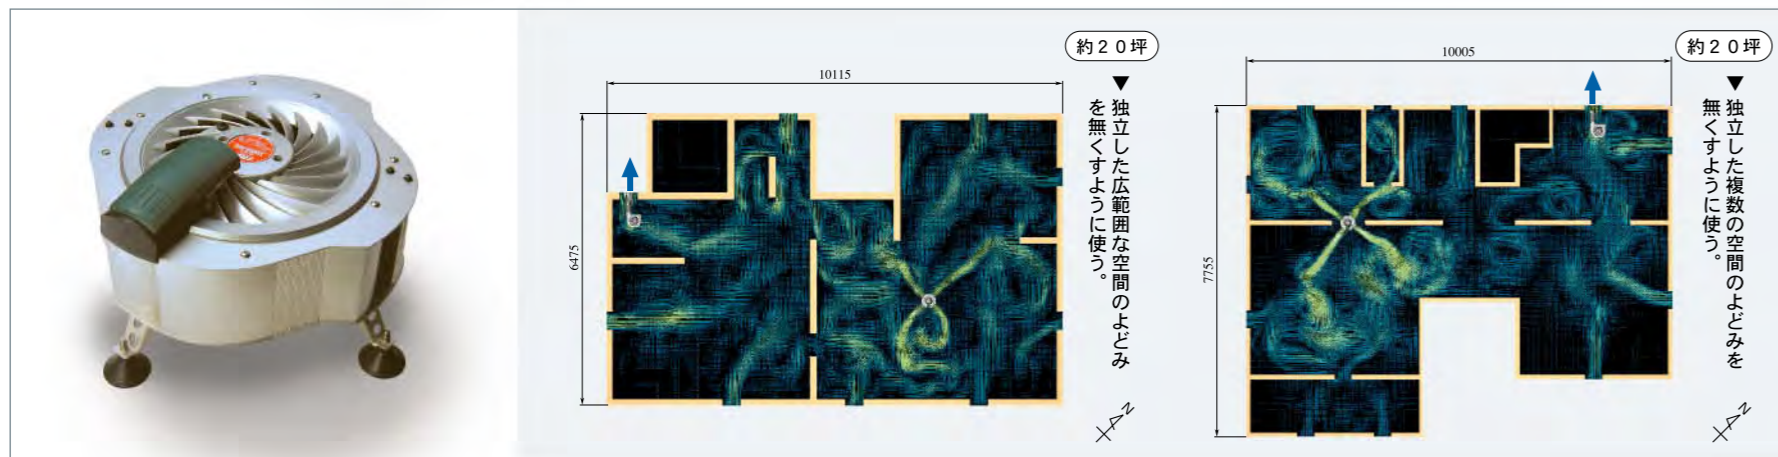 約20坪
▼独立した広範囲な空間のよどみ
を無くすように使う。
10115
6475
N
約20坪
▼独立した複数の空間のよどみを
無くすように使う。
10005
7755
N